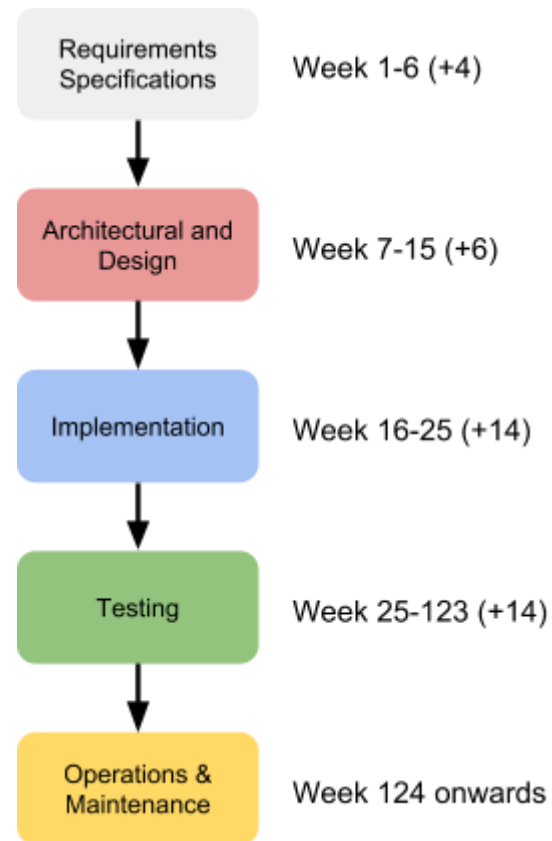 Requirements
Specifications
Week 1-6 (+4)
Architectural and
Design
Week 7-15 (+6)
Implementation
Week 16-25 (+14)
Testing
Week 25-123 (+14)
Operations &
Maintenance
Week 124 onwards